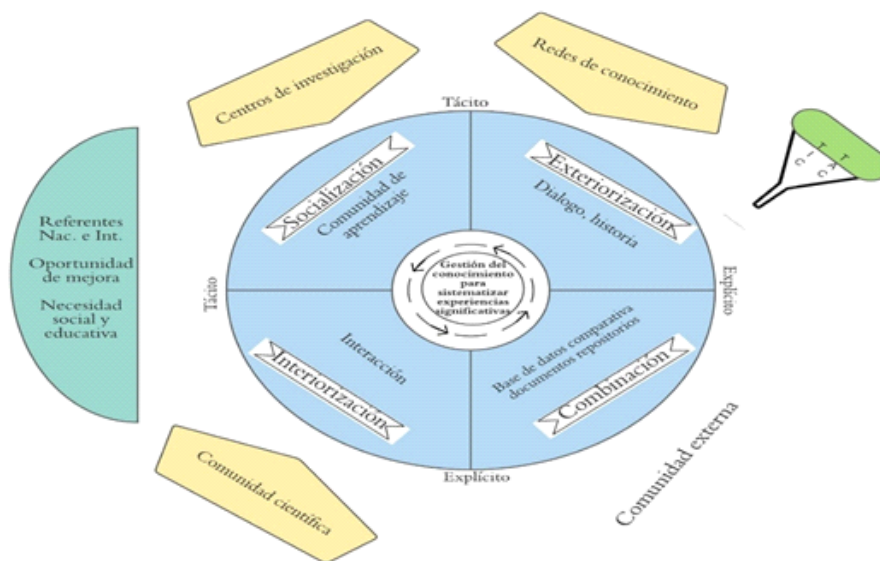 Centros de investigación
Redes de conocimiento
Tácito
T T
I A
C C
Socialización
Comunidad de
aprendizaje
Exteriorización
Dialogo, historia
Referentes
Nac. e Int.
Oportunidad
de mejora
Necesidad
social y
educativa
Tácito
Gestión del
conocimiento
para
sistematizar
experiencias
significativas
Explícito
Interiorización
Interacción
Base de datos comparativa
documentos repositorios
Combinación
Explícito
Comunidad externa
Comunidad científica